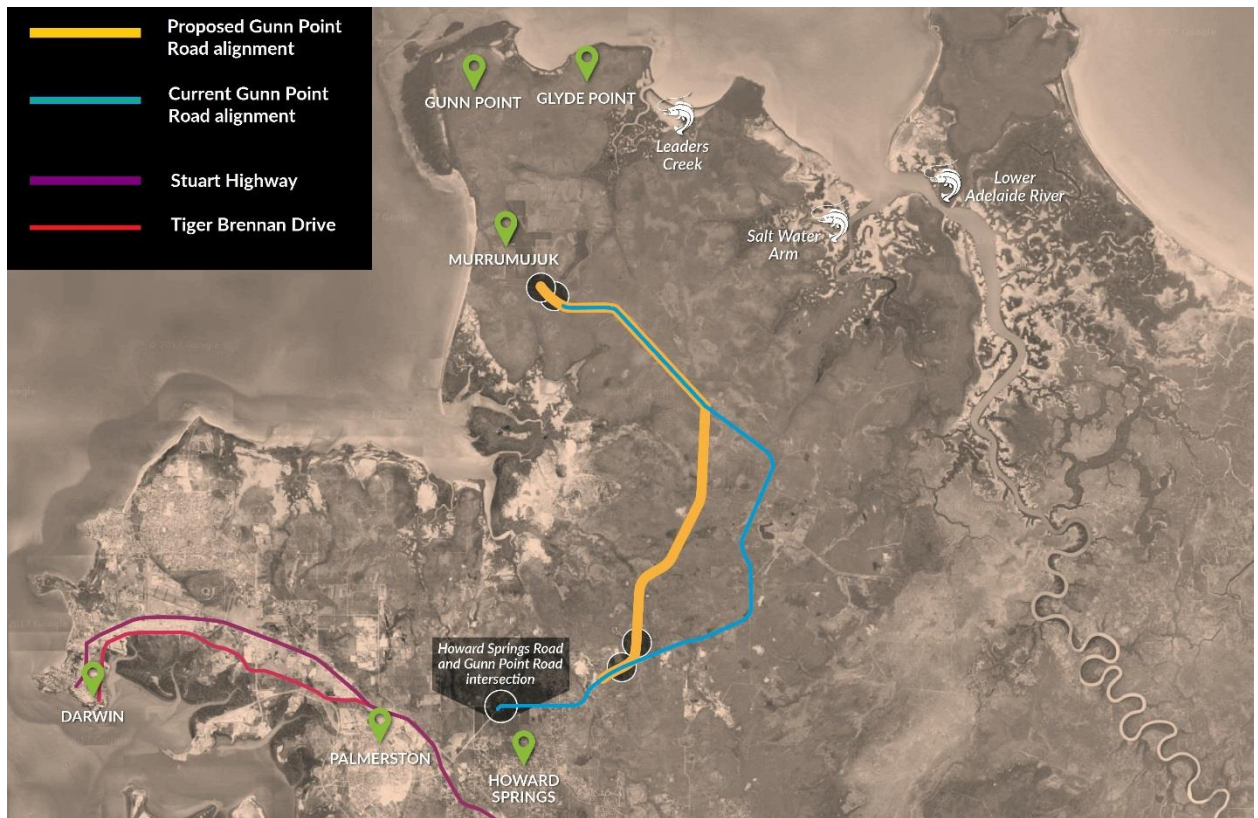 Proposed Gunn Point
Road alignment
Current Gunn Point
Road alignment
Stuart Highway
Tiger Brennan Drive
GUNN POINT
GLYDE POINT
Leaders
Creek
Lower
Adelaide River
Salt Water
Arm
MURRUMUJUK
Howard Springs Road
and Gunn Point Road
intersection
DARWIN
PALMERSTON
HOWARD
SPRINGS